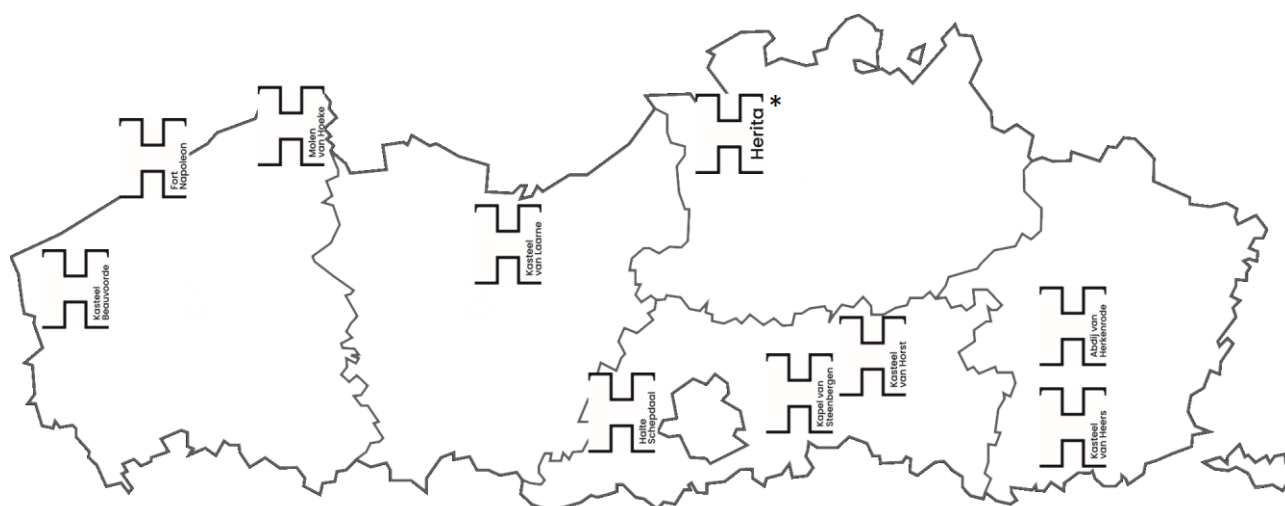 Kasteel
Beauvoorde
Fort
Napoleon
Molen
van Hoeke
Kasteel
van Laarne
Halte
Schepdaal
Herita *
Kapel van
Steenbergen
Kasteel
van Horst
Abdij van
Herkenrode
Kasteel
van Heers